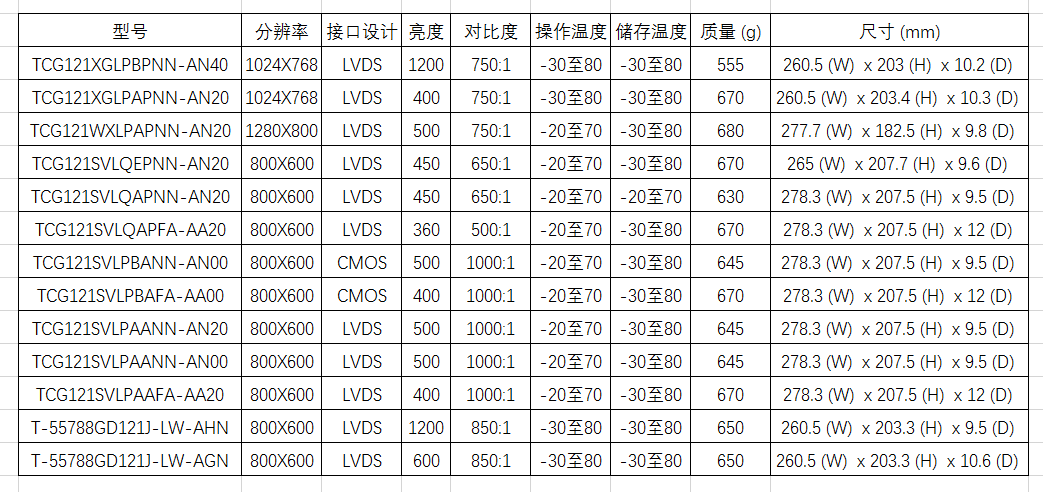 型号 分辨率 接口设计 亮度 对比度 操作温度 储存温度 质量 (g) 尺寸 (mm)
TCG121XGLPBPNN-AN40 1024X768 LVDS 1200 750:1 -30至80 -30至80 555 260.5 (W) x 203 (H) x 10.2 (D)
TCG121XGLPAPNN-AN20 1024X768 LVDS 400 750:1 -30至80 -30至80 670 260.5 (W) x 203.4 (H) x 10.3 (D)
TCG121WXLPAPNN-AN20 1280X800 LVDS 500 750:1 -20至70 -30至80 680 277.7 (W) x 182.5 (H) x 9.8 (D)
TCG121SVLQEPNN-AN20 800X600 LVDS 450 650:1 -20至70 -30至80 670 265 (W) x 207.7 (H) x 9.6 (D)
TCG121SVLQAPNN-AN20 800X600 LVDS 450 650:1 -20至70 -20至70 630 278.3 (W) x 207.5 (H) x 9.5 (D)
TCG121SVLQAPFA-AA20 800X600 LVDS 360 500:1 -20至70 -30至80 670 278.3 (W) x 207.5 (H) x 12 (D)
TCG121SVLPBANN-AN00 800X600 CMOS 500 1000:1 -20至70 -30至80 645 278.3 (W) x 207.5 (H) x 9.5 (D)
TCG121SVLPBAFA-AA00 800X600 CMOS 400 1000:1 -20至70 -30至80 670 278.3 (W) x 207.5 (H) x 12 (D)
TCG121SVLPAANN-AN20 800X600 LVDS 500 1000:1 -20至70 -30至80 645 278.3 (W) x 207.5 (H) x 9.5 (D)
TCG121SVLPAANN-AN00 800X600 LVDS 500 1000:1 -20至70 -30至80 645 278.3 (W) x 207.5 (H) x 9.5 (D)
TCG121SVLPAAFA-AA20 800X600 LVDS 400 1000:1 -20至70 -30至80 670 278.3 (W) x 207.5 (H) x 12 (D)
T-55788GD121J-LW-AHN 800X600 LVDS 1200 850:1 -30至80 -30至80 650 260.5 (W) x 203.3 (H) x 9.5 (D)
T-55788GD121J-LW-AGN 800X600 LVDS 600 850:1 -30至80 -30至80 650 260.5 (W) x 203.3 (H) x 10.6 (D)